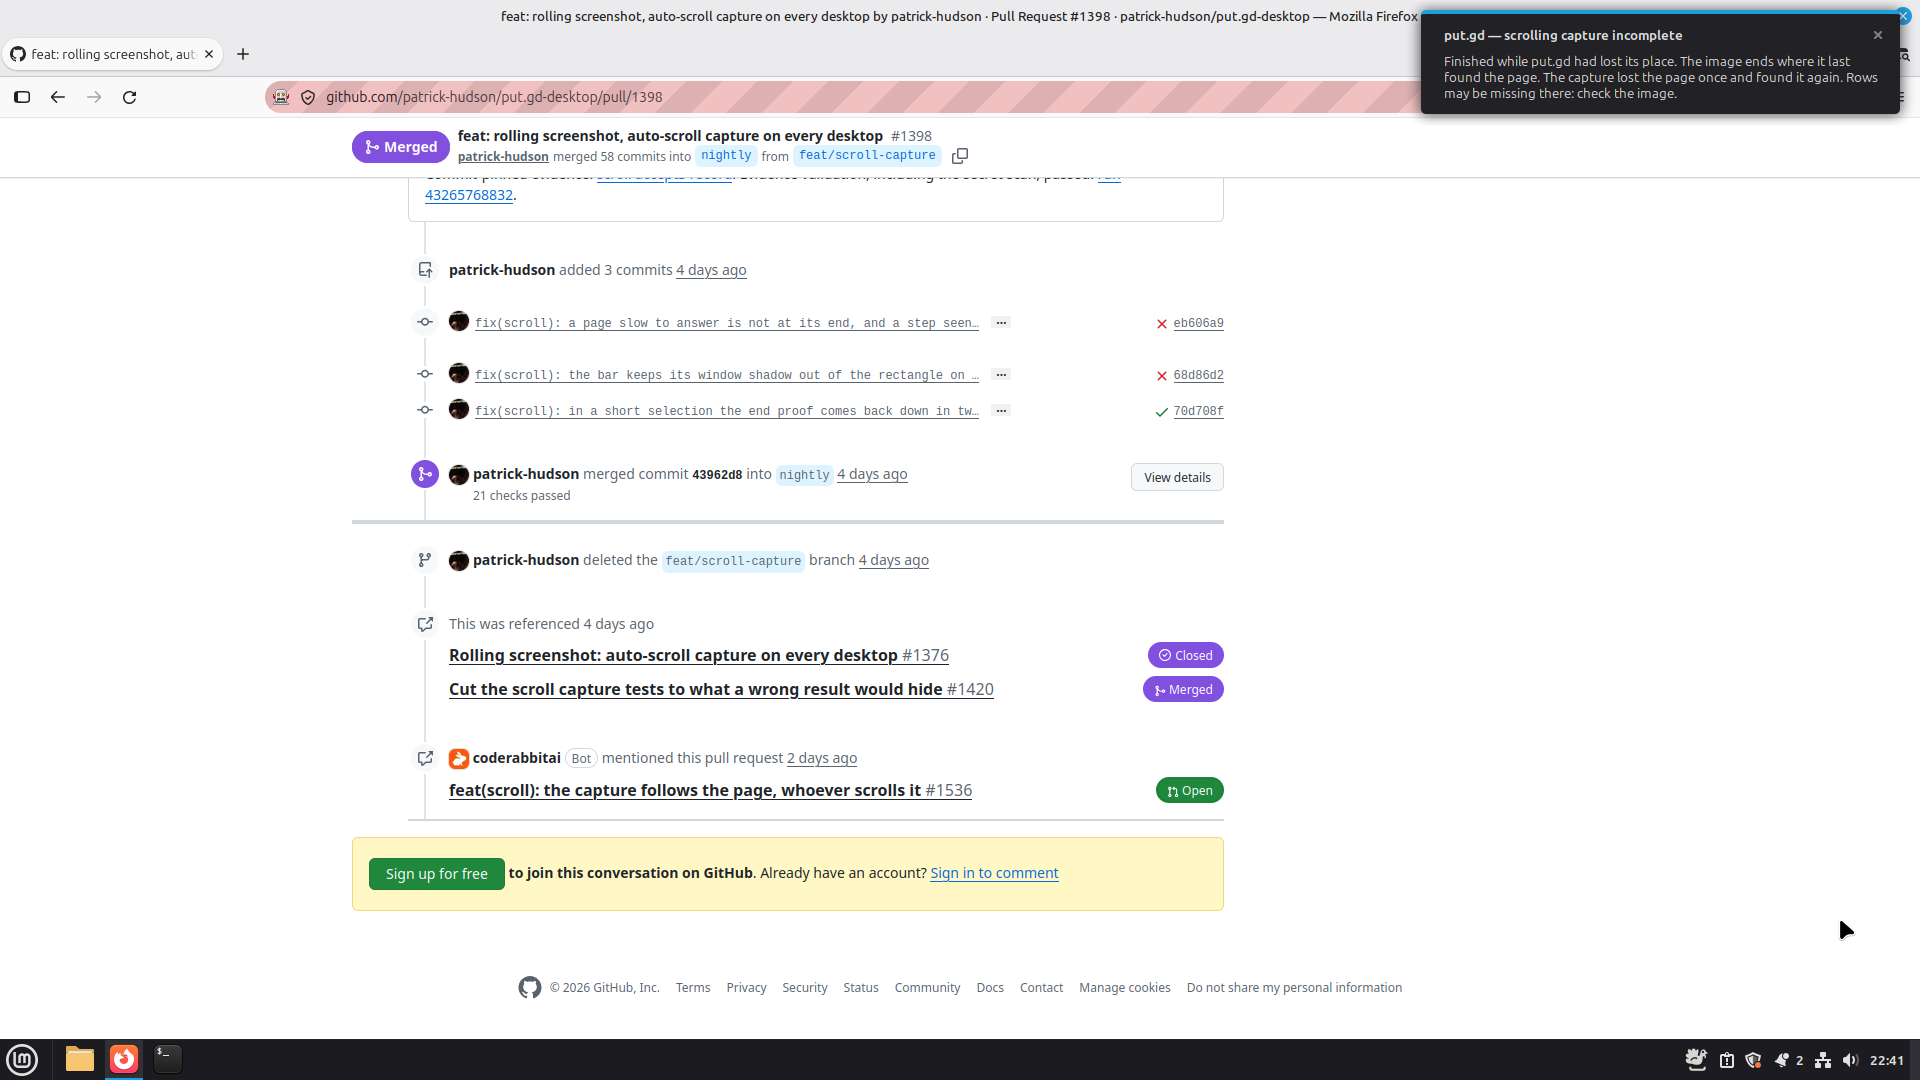 feat: rolling screenshot, auto-scroll capture on every desktop by patrick-hudson · Pull Request #1398 · patrick-hudson/put.gd-desktop — Mozilla Firefox
feat: rolling screenshot, aut
github.com/patrick-hudson/put.gd-desktop/pull/1398
put.gd — scrolling capture incomplete
Finished while put.gd had lost its place. The image ends where it last
found the page. The capture lost the page once and found it again. Rows
may be missing there: check the image.
Merged
feat: rolling screenshot, auto-scroll capture on every desktop #1398
patrick-hudson merged 58 commits into nightly from feat/scroll-capture
43265768832.
patrick-hudson added 3 commits 4 days ago
fix(scroll): a page slow to answer is not at its end, and a step seen… eb606a9
fix(scroll): the bar keeps its window shadow out of the rectangle on … 68d86d2
fix(scroll): in a short selection the end proof comes back down in tw… 70d708f
patrick-hudson merged commit 43962d8 into nightly 4 days ago
View details
21 checks passed
patrick-hudson deleted the feat/scroll-capture branch 4 days ago
This was referenced 4 days ago
Rolling screenshot: auto-scroll capture on every desktop #1376 Closed
Cut the scroll capture tests to what a wrong result would hide #1420 Merged
coderabbitai Bot mentioned this pull request 2 days ago
feat(scroll): the capture follows the page, whoever scrolls it #1536 Open
Sign up for free to join this conversation on GitHub. Already have an account? Sign in to comment
© 2026 GitHub, Inc. Terms Privacy Security Status Community Docs Contact Manage cookies Do not share my personal information
2 22:41